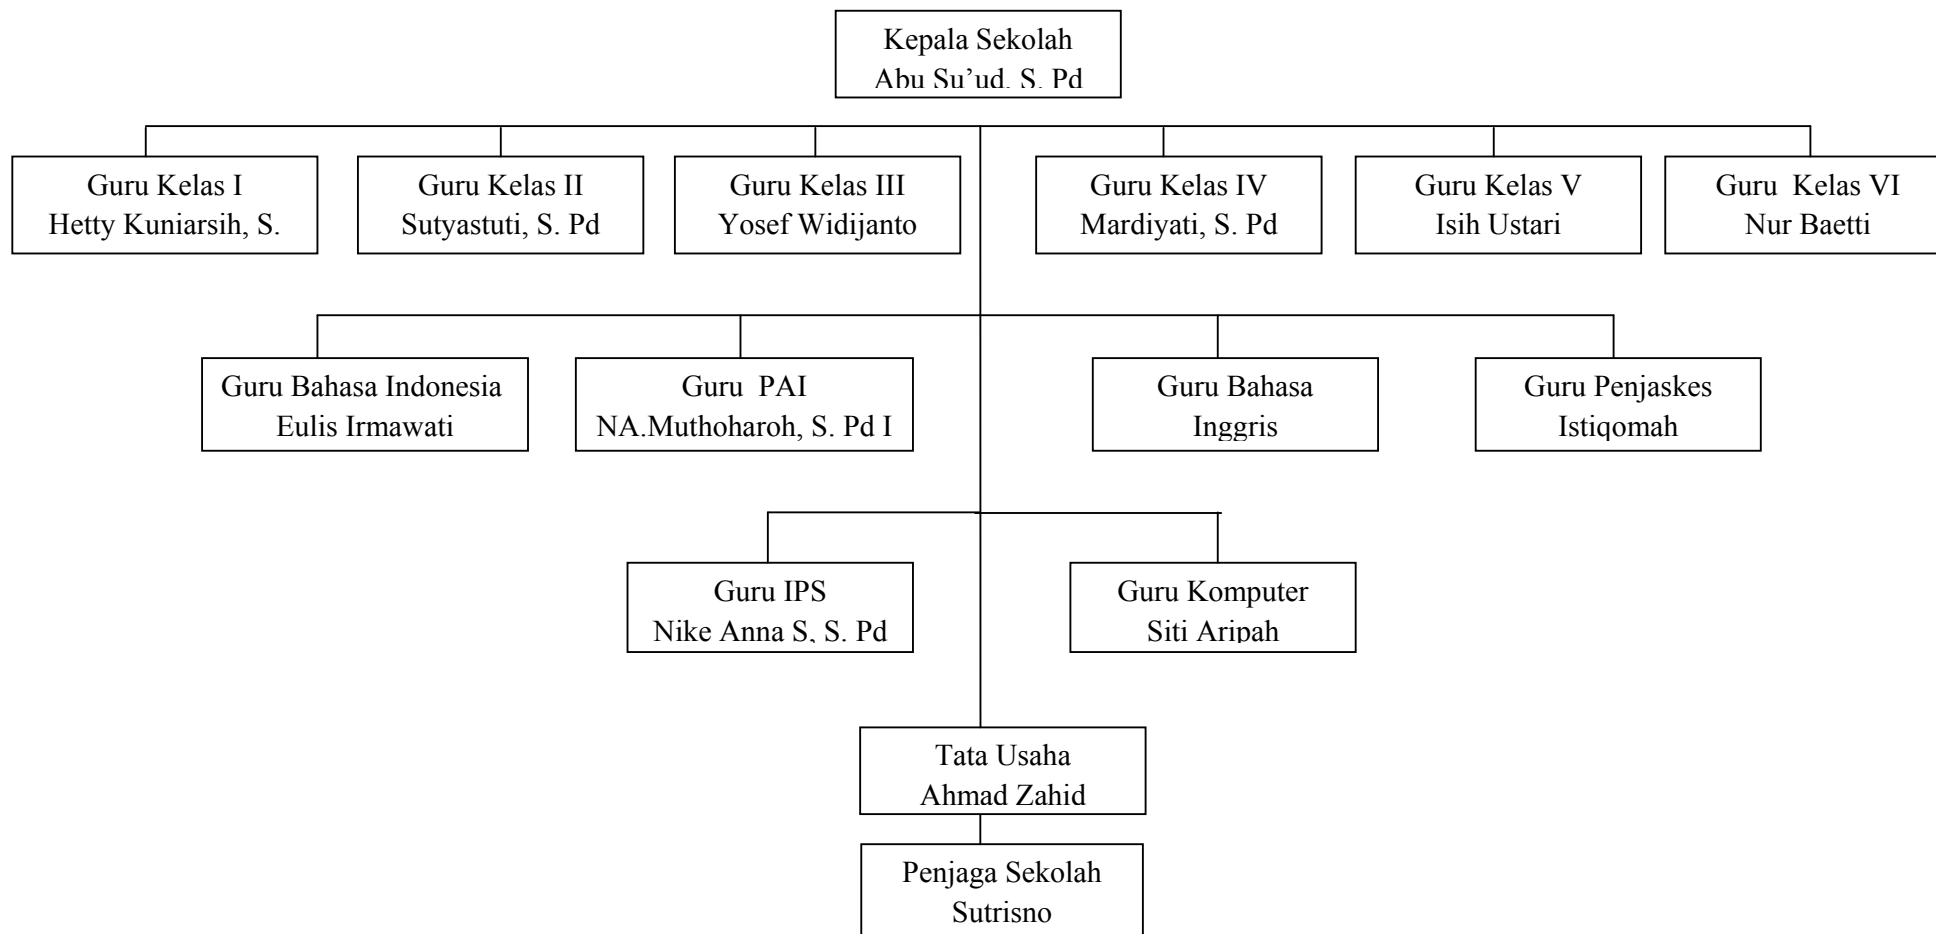 Kepala Sekolah
Abu Su’ud, S. Pd
Guru Kelas I
Hetty Kuniarsih, S.
Guru Kelas II
Sutyastuti, S. Pd
Guru Kelas III
Yosef Widijanto
Guru Kelas IV
Mardiyati, S. Pd
Guru Kelas V
Isih Ustari
Guru Kelas VI
Nur Baetti
Guru Bahasa Indonesia
Eulis Irmawati
Guru PAI
NA.Muthoharoh, S. Pd I
Guru Bahasa
Inggris
Guru Penjaskes
Istiqomah
Guru IPS
Nike Anna S, S. Pd
Guru Komputer
Siti Aripah
Tata Usaha
Ahmad Zahid
Penjaga Sekolah
Sutrisno